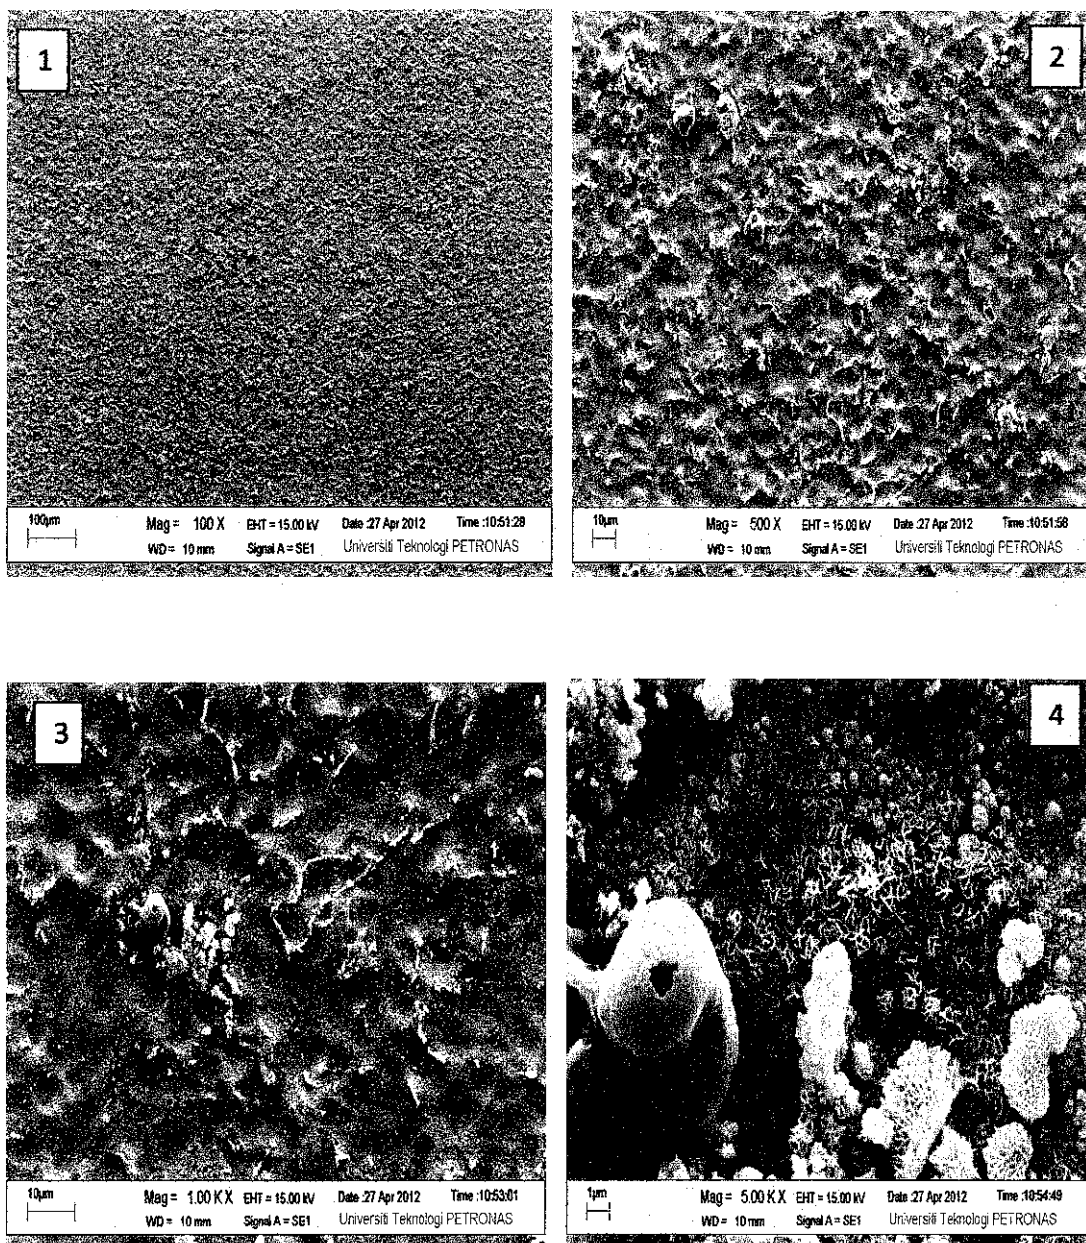 1
100µm
Mag = 100 X EHT = 15.00 kV Date :27 Apr 2012 Time :10:51:28
WD = 10 mm Signal A = SE1 Universiti Teknologi PETRONAS
2
10µm
Mag = 500 X EHT = 15.00 kV Date :27 Apr 2012 Time :10:51:58
WD = 10 mm Signal A = SE1 Universiti Teknologi PETRONAS
3
10µm
Mag = 1.00 K X EHT = 15.00 kV Date :27 Apr 2012 Time :10:53:01
WD = 10 mm Signal A = SE1 Universiti Teknologi PETRONAS
4
1µm
Mag = 5.00 K X EHT = 15.00 kV Date :27 Apr 2012 Time :10:54:49
WD = 10 mm Signal A = SE1 Universiti Teknologi PETRONAS